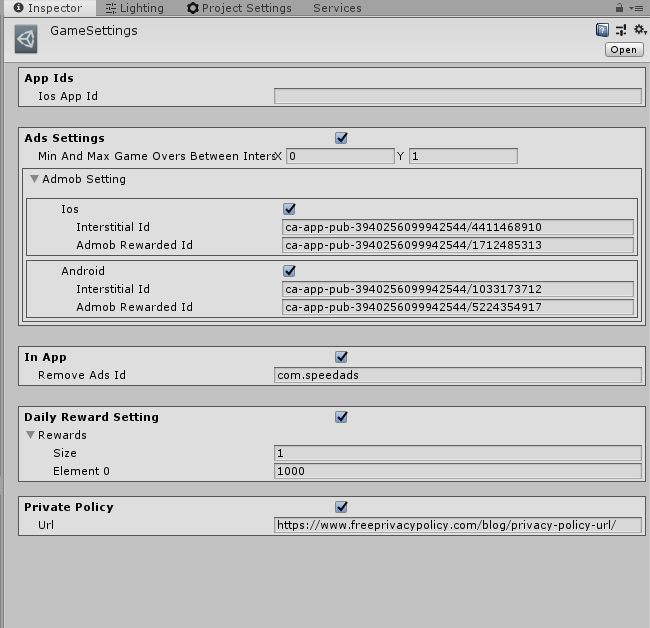 Inspector Lighting Project Settings Services
GameSettings
Open
App Ids
Ios App Id
Ads Settings
Min And Max Game Overs Between Inters X 0 Y 1
Admob Setting
Ios
Interstitial Id ca-app-pub-3940256099942544/4411468910
Admob Rewarded Id ca-app-pub-3940256099942544/1712485313
Android
Interstitial Id ca-app-pub-3940256099942544/1033173712
Admob Rewarded Id ca-app-pub-3940256099942544/5224354917
In App
Remove Ads Id com.speedads
Daily Reward Setting
Rewards
Size 1
Element 0 1000
Private Policy
Url https://www.freeprivacypolicy.com/blog/privacy-policy-url/